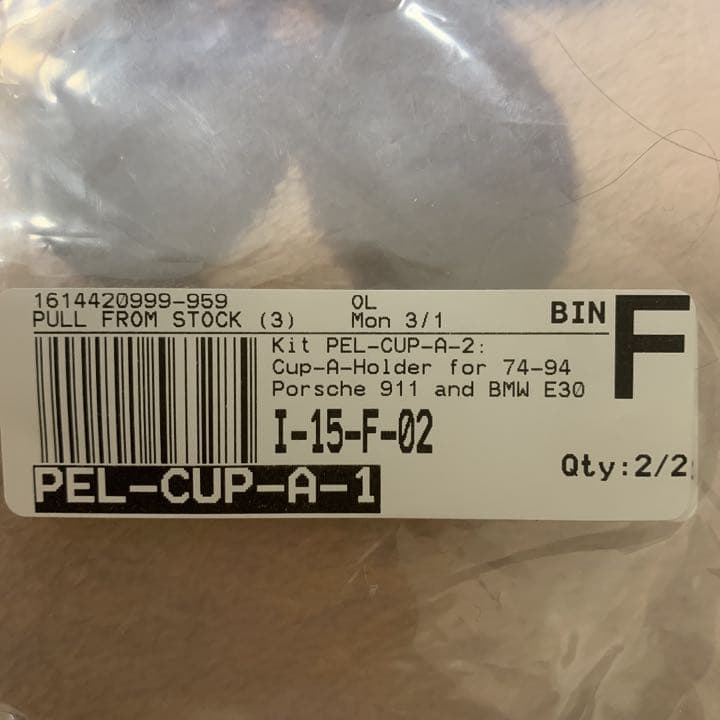 1614420999-959 OL
PULL FROM STOCK (3) Mon 3/1
BIN F
Kit PEL-CUP-A-2:
Cup-A-Holder for 74-94
Porsche 911 and BMW E30
I-15-F-02
Qty:2/2
PEL-CUP-A-1